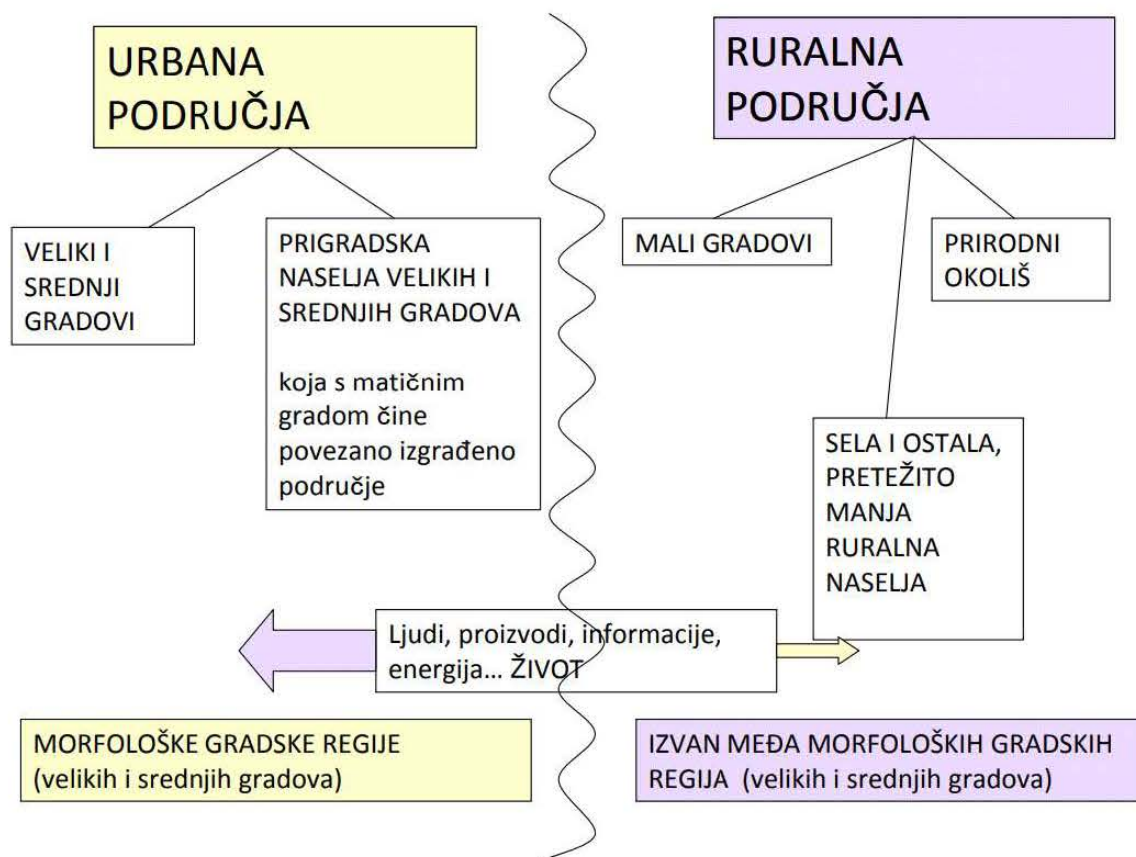 URBANA
PODRUČJA
RURALNA
PODRUČJA
VELIKI I
SREDNJI
GRADOVI
PRIGRADSKA
NASELJA VELIKIH I
SREDNJIH GRADOVA
koja s matičnim
gradom čine
povezano izgrađeno
područje
MALI GRADOVI
PRIRODNI
OKOLIŠ
SELA I OSTALA,
PRETEŽITO
MANJA
RURALNA
NASELJA
Ljudi, proizvodi, informacije,
energija... ŽIVOT
MORFOLOŠKE GRADSKE REGIJE
(velikih i srednjih gradova)
IZVAN MEĐA MORFOLOŠKIH GRADSKIH
REGIJA (velikih i srednjih gradova)